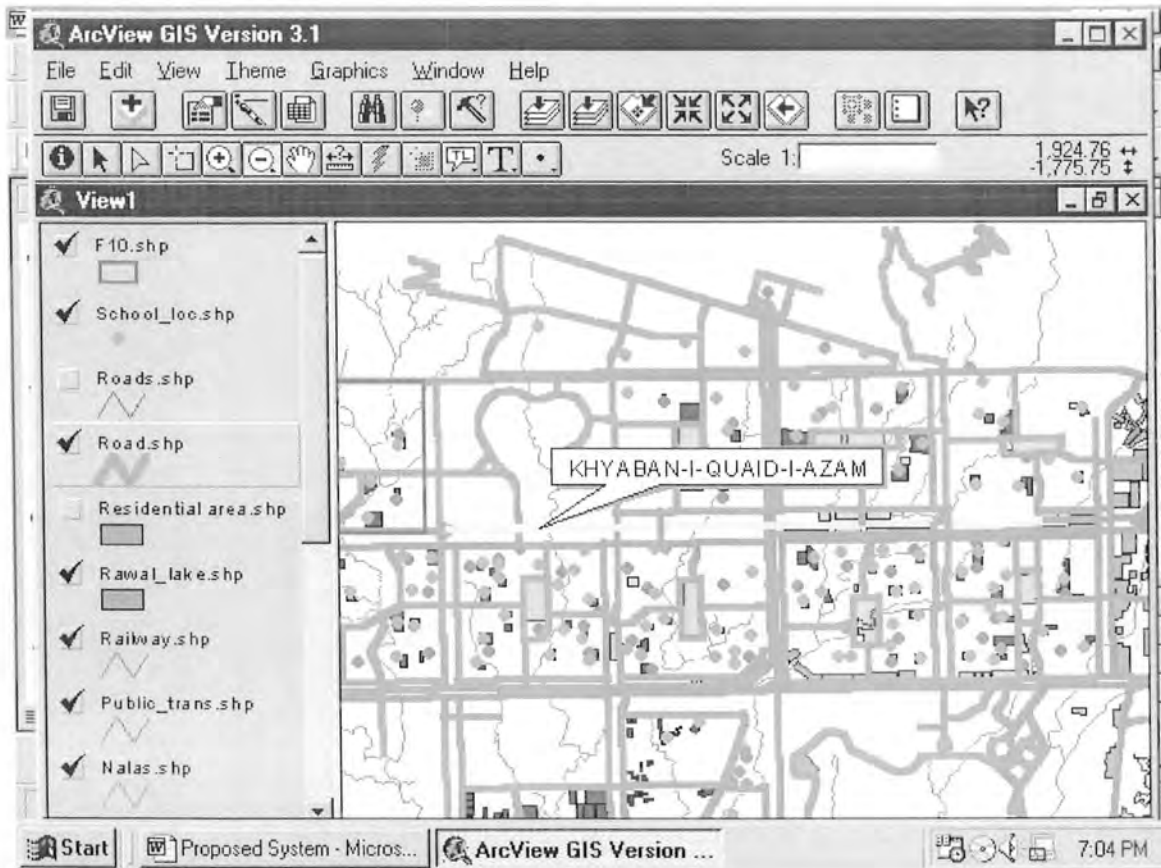 ArcView GIS Version 3.1
File Edit View Theme Graphics Window Help
TL T
Scale 1: 1,924.76
-1,775.75
View1
F10.shp
School_loc.shp
Roads.shp
Road.shp
Residential area.shp
Rawal_lake.shp
Railway.shp
Public_trans.shp
Nalas.shp
KHYABAN-I-QUAID-I-AZAM
Start Proposed System - Micros... ArcView GIS Version ... 7:04 PM